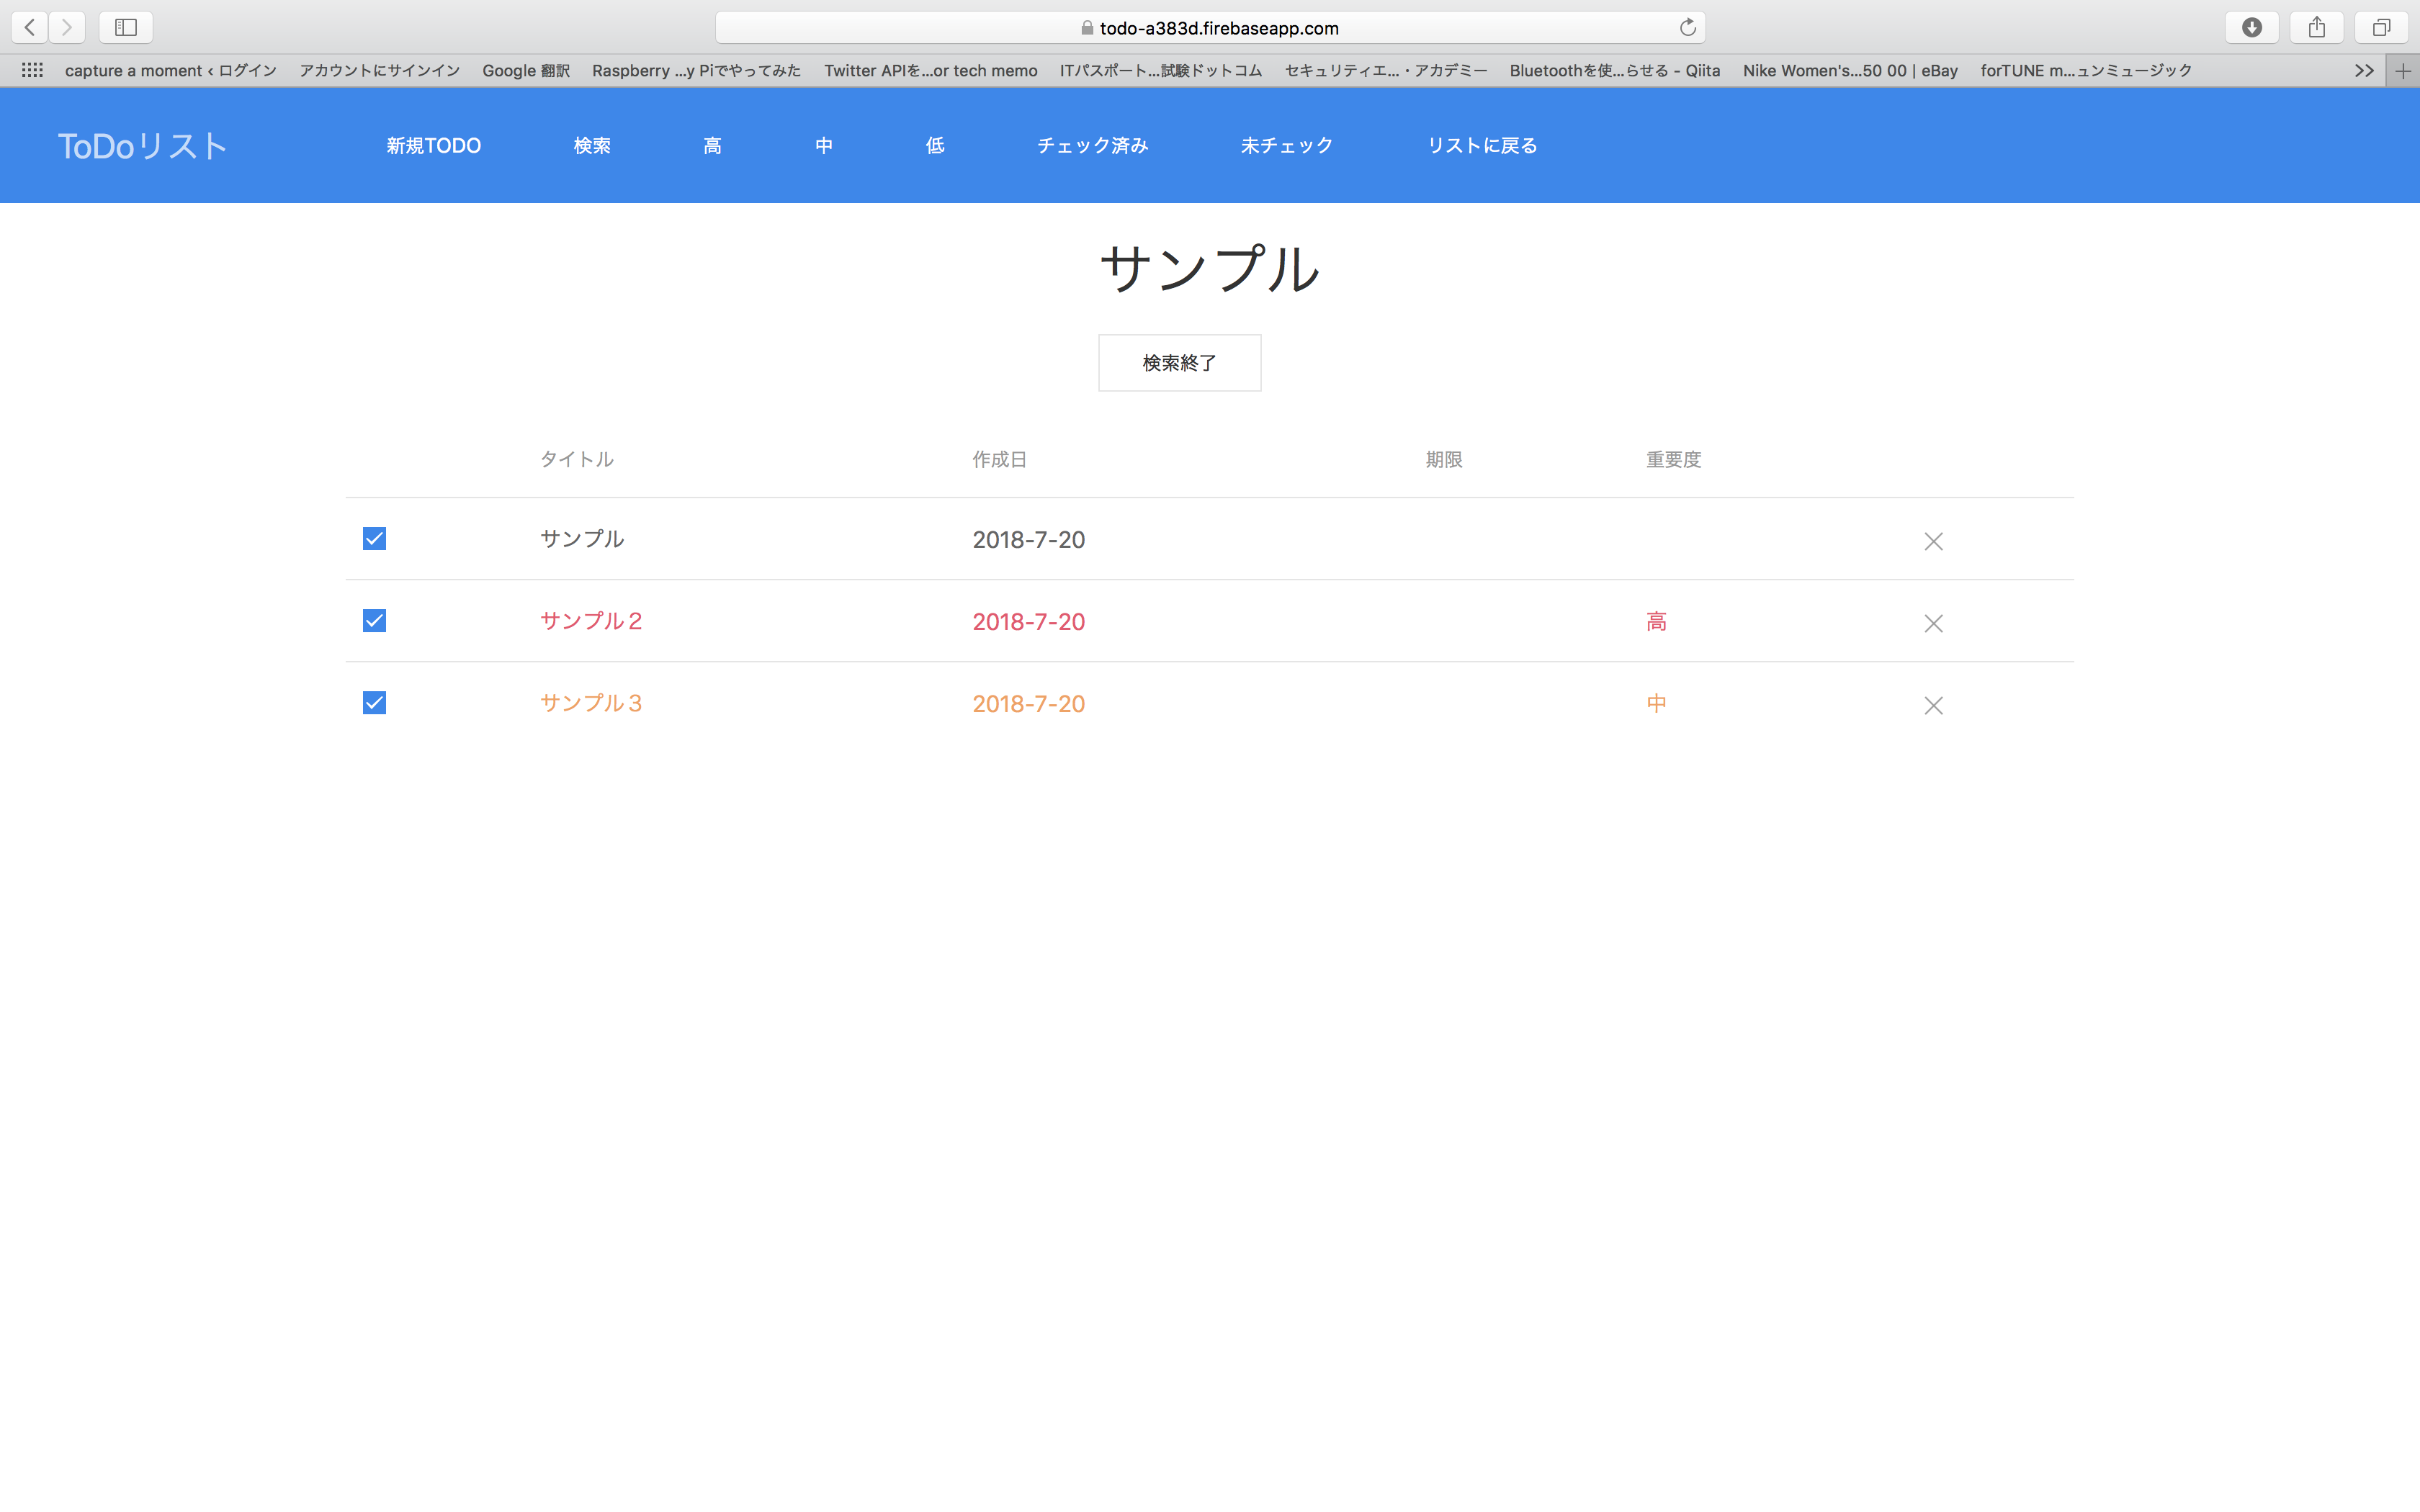 todo-a383d.firebaseapp.com
capture a moment ‹ ログイン アカウントにサインイン Google 翻訳 Raspberry ...y Piでやってみた Twitter APIを...or tech memo ITパスポート...試験ドットコム セキュリティエ...・アカデミー Bluetoothを使...らせる - Qiita Nike Women's...50 00 | eBay forTUNE m...ュンミュージック
ToDoリスト 新規TODO 検索 高 中 低 チェック済み 未チェック リストに戻る
サンプル
検索終了
タイトル 作成日 期限 重要度
サンプル 2018-7-20
サンプル２ 2018-7-20 高
サンプル３ 2018-7-20 中